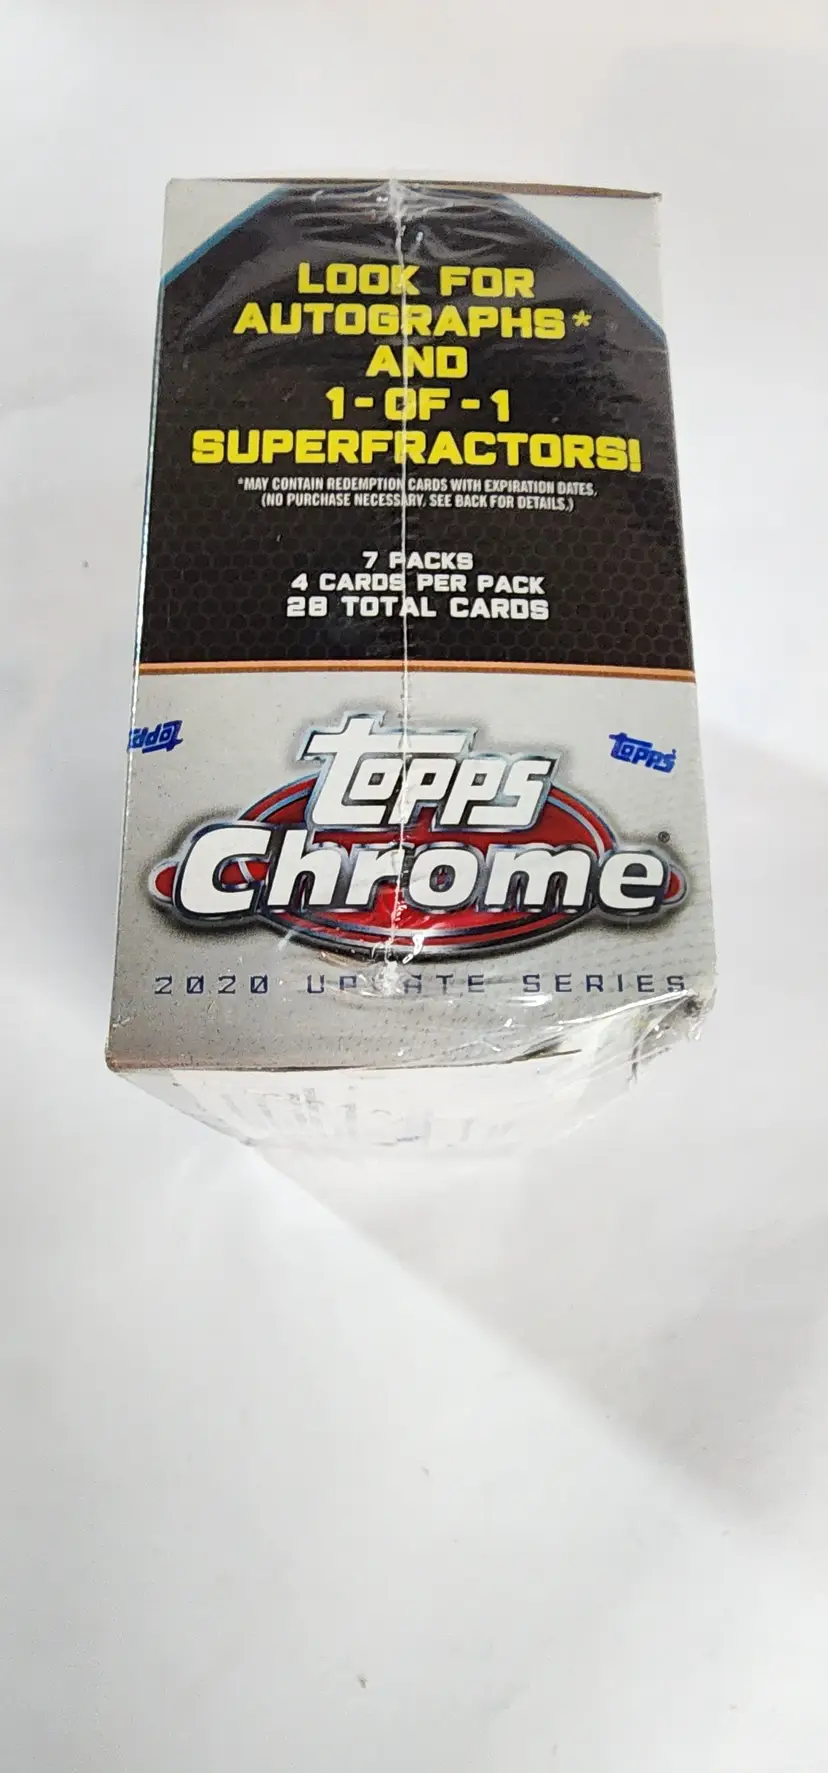 LOOK FOR
AUTOGRAPHS*
AND
1-OF-1
SUPERFRACTORS!
*MAY CONTAIN REDEMPTION CARDS WITH EXPIRATION DATES.
(NO PURCHASE NECESSARY, SEE BACK FOR DETAILS.)
7 PACKS
4 CARDS PER PACK
28 TOTAL CARDS
Topps
Topps
Chrome®
2020 UPDATE SERIES